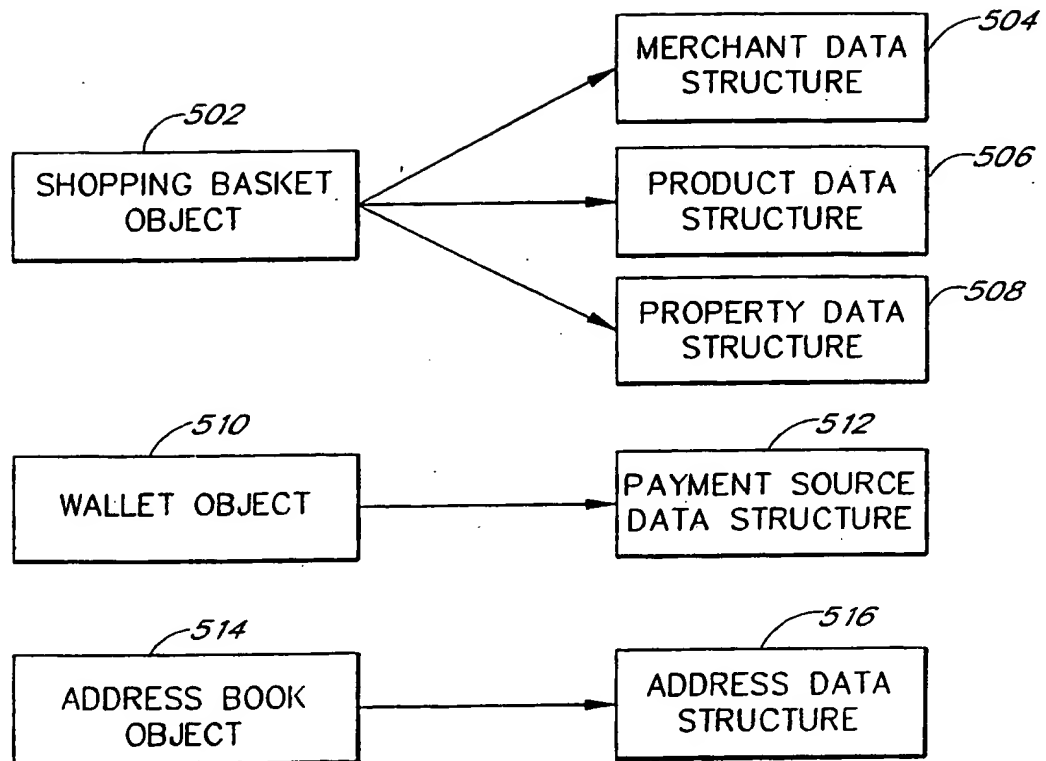 504
MERCHANT DATA
STRUCTURE
502
SHOPPING BASKET
OBJECT
506
PRODUCT DATA
STRUCTURE
508
PROPERTY DATA
STRUCTURE
510
WALLET OBJECT
512
PAYMENT SOURCE
DATA STRUCTURE
514
ADDRESS BOOK
OBJECT
516
ADDRESS DATA
STRUCTURE